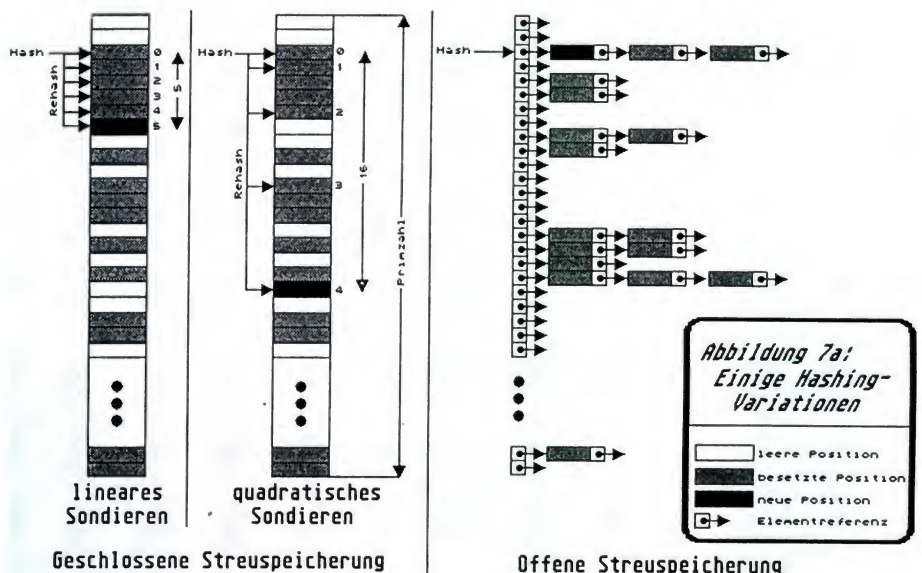 Hash
Rehash
0
1
2
3
4
5
5
lineares
Sondieren
Hash
Rehash
0
1
2
3
4
16
Primzahl
quadratisches
Sondieren
Geschlossene Streuspeicherung
Hash
Offene Streuspeicherung
Abbildung 7a:
Einige Hashing-
Variationen
leere Position
besetzte Position
neue Position
Elementreferenz